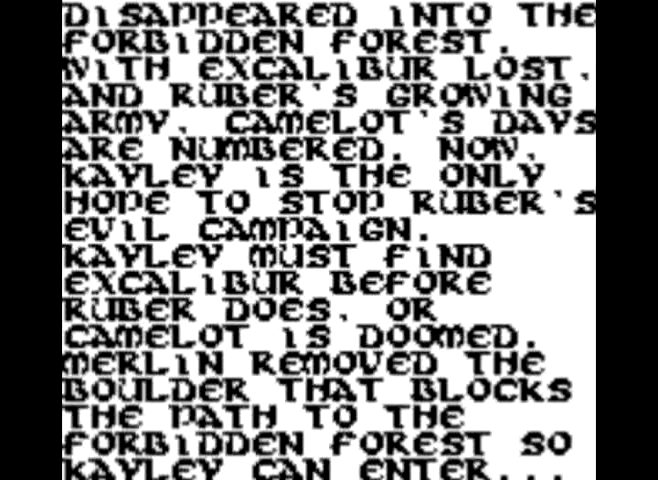 DISAPPEARED INTO THE
FORBIDDEN FOREST.
WITH EXCALIBUR LOST,
AND RUBER'S GROWING
ARMY, CAMELOT'S DAYS
ARE NUMBERED. NOW,
KAYLEY IS THE ONLY
HOPE TO STOP RUBER'S
EVIL CAMPAIGN.
KAYLEY MUST FIND
EXCALIBUR BEFORE
RUBER DOES, OR
CAMELOT IS DOOMED.
MERLIN REMOVED THE
BOULDER THAT BLOCKS
THE PATH TO THE
FORBIDDEN FOREST SO
KAYLEY CAN ENTER...